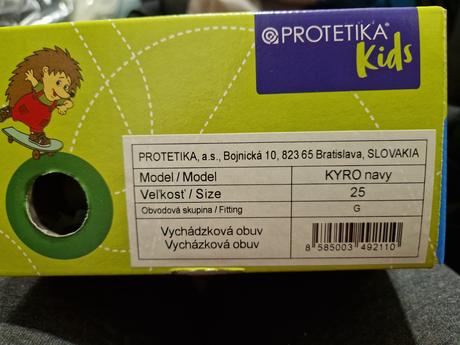 PROTETIKA®
Kids
PROTETIKA, a.s., Bojnická 10, 823 65 Bratislava, SLOVAKIA
Model / Model KYRO navy
Veľkosť / Size 25
Obvodová skupina / Fitting G
Vychádzková obuv
Vycházková obuv
8 585003 492110